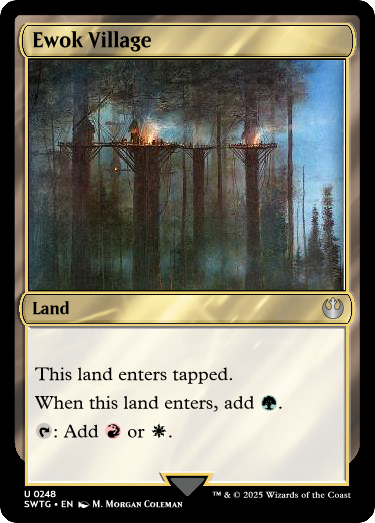 Ewok Village
Land
This land enters tapped.
When this land enters, add .
: Add  or .
U 0248
™ & © 2025 Wizards of the Coast
SWTG • EN M. Morgan Coleman